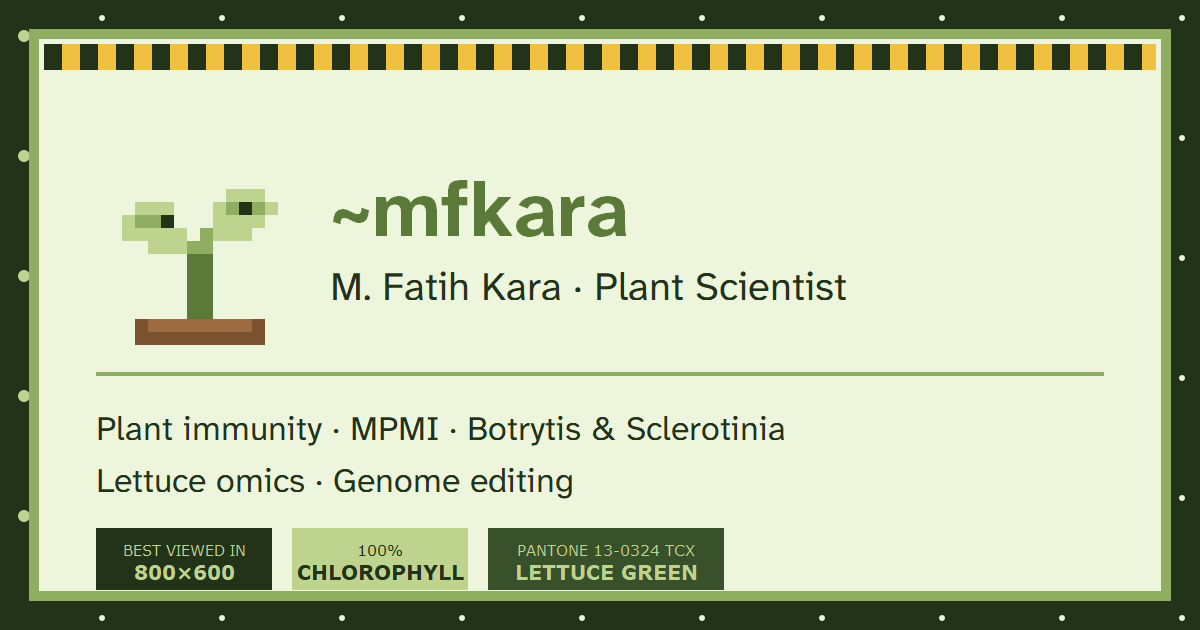 ~mfkara
M. Fatih Kara · Plant Scientist
Plant immunity · MPMI · Botrytis & Sclerotinia
Lettuce omics · Genome editing
BEST VIEWED IN
800×600
100%
CHLOROPHYLL
PANTONE 13-0324 TCX
LETTUCE GREEN